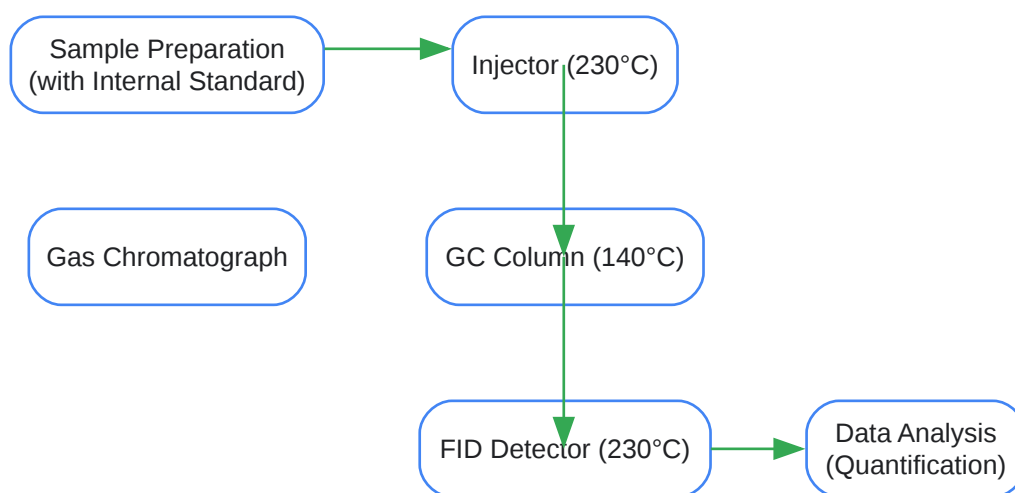 Sample Preparation
(with Internal Standard)
Injector (230°C)
Gas Chromatograph
GC Column (140°C)
FID Detector (230°C)
Data Analysis
(Quantification)